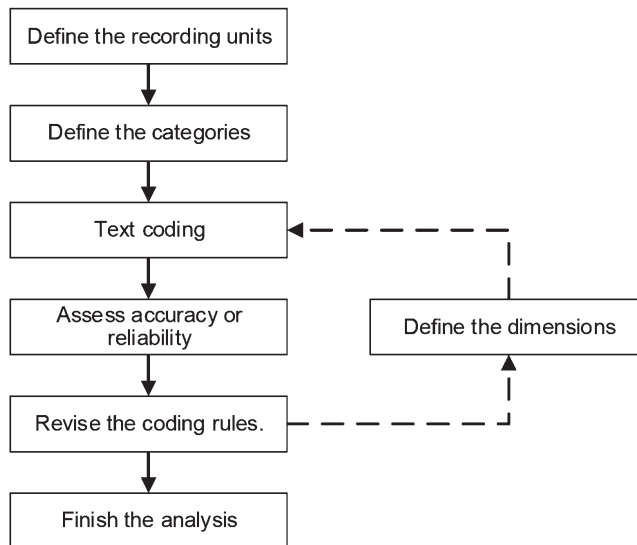 Define the recording units
Define the categories
Text coding
Assess accuracy or
reliability
Define the dimensions
Revise the coding rules.
Finish the analysis